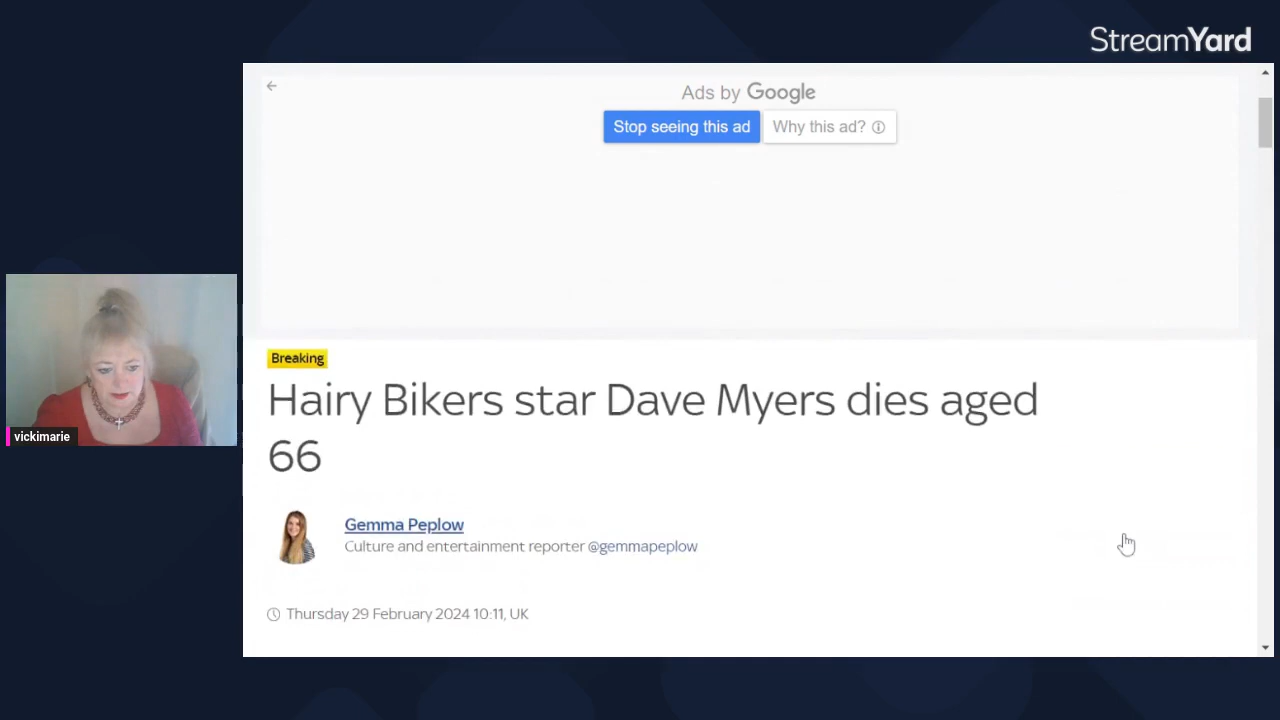 StreamYard
Ads by Google
Stop seeing this ad
Why this ad?
Breaking
Hairy Bikers star Dave Myers dies aged
66
Gemma Peplow
Culture and entertainment reporter @gemmapeplow
Thursday 29 February 2024 10:11, UK
vickimarie